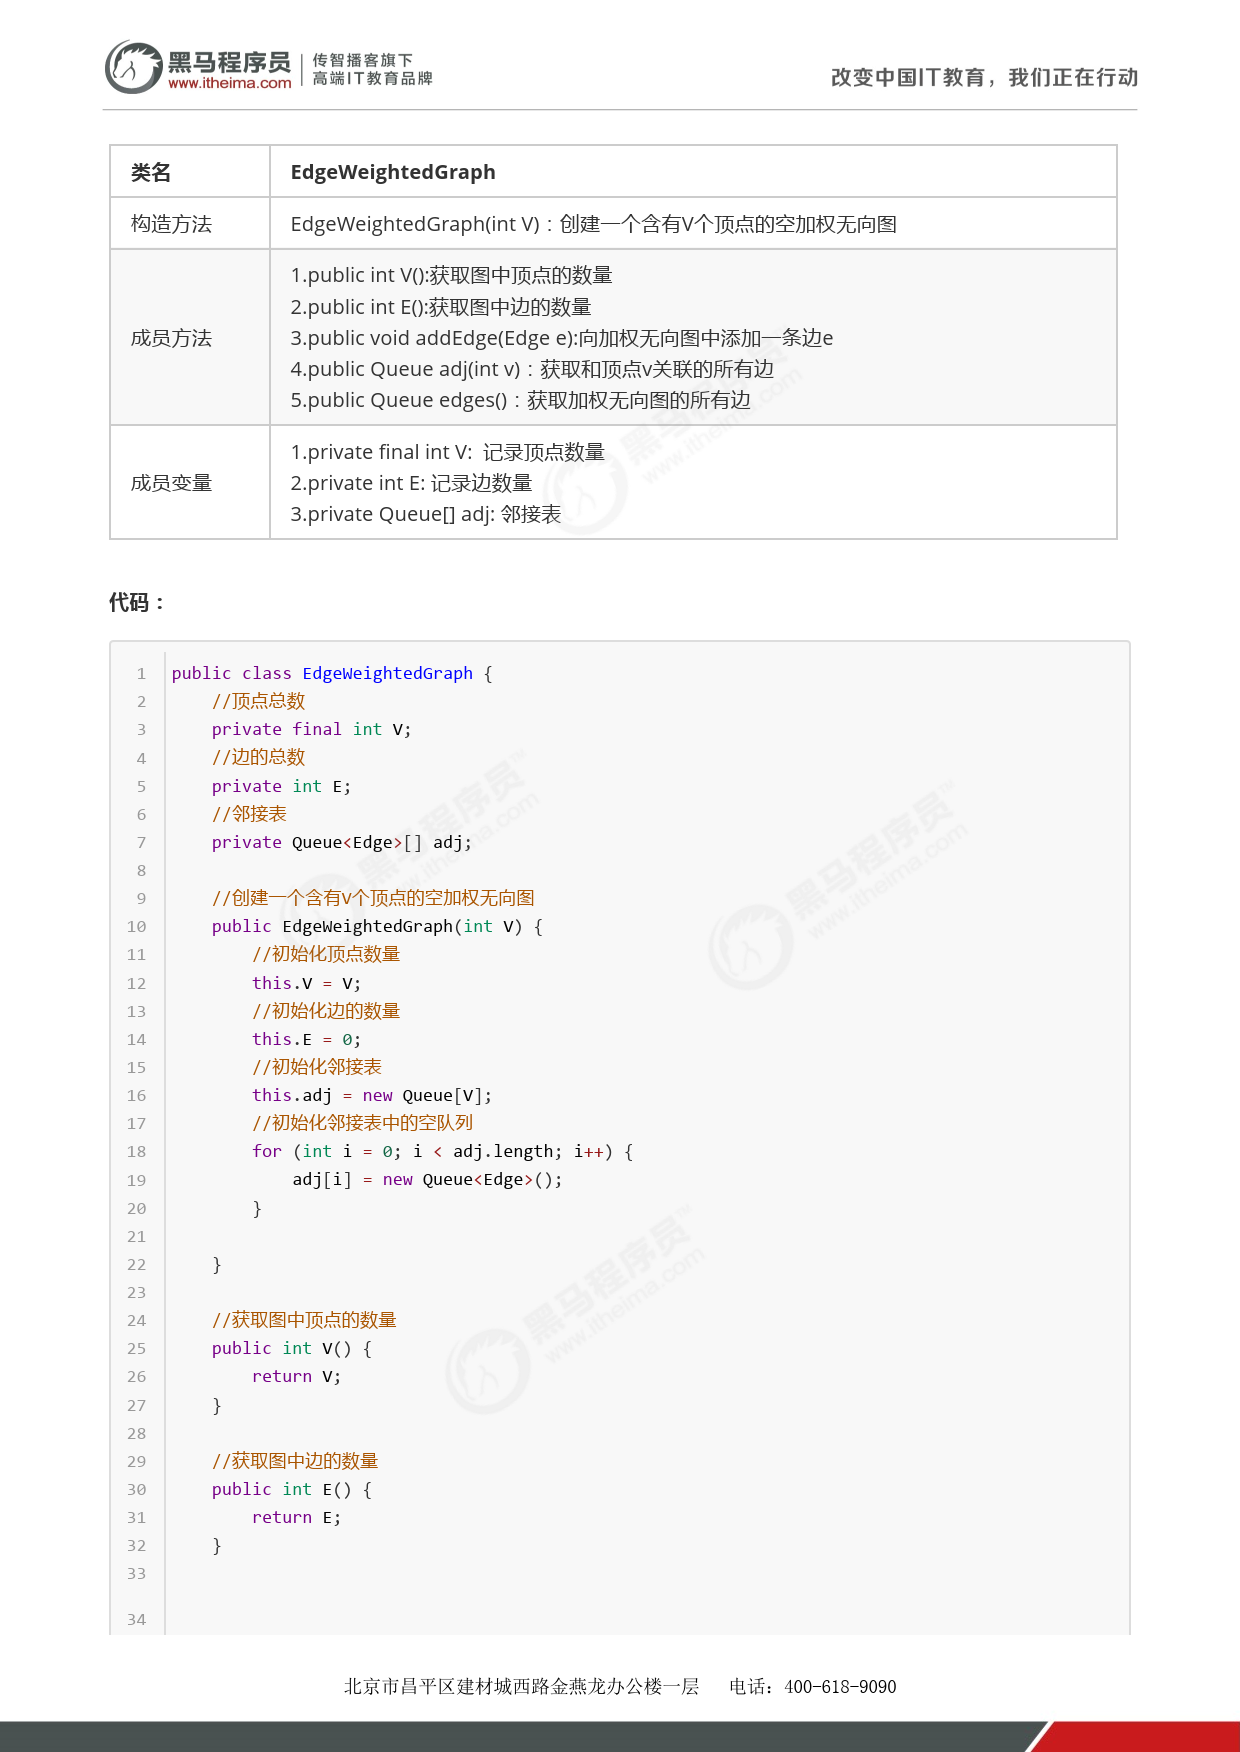 黑马程序员 传智播客旗下
www.itheima.com 高端IT教育品牌
改变中国IT教育，我们正在行动
类名 EdgeWeightedGraph
构造方法 EdgeWeightedGraph(int V)：创建一个含有V个顶点的空加权无向图
成员方法
1.public int V():获取图中顶点的数量
2.public int E():获取图中边的数量
3.public void addEdge(Edge e):向加权无向图中添加一条边e
4.public Queue adj(int v)：获取和顶点v关联的所有边
5.public Queue edges()：获取加权无向图的所有边
成员变量
1.private final int V: 记录顶点数量
2.private int E: 记录边数量
3.private Queue[] adj: 邻接表
代码：
1 public class EdgeWeightedGraph {
2     //顶点总数
3     private final int V;
4     //边的总数
5     private int E;
6     //邻接表
7     private Queue<Edge>[] adj;
8
9     //创建一个含有V个顶点的空加权无向图
10     public EdgeWeightedGraph(int V) {
11         //初始化顶点数量
12         this.V = V;
13         //初始化边的数量
14         this.E = 0;
15         //初始化邻接表
16         this.adj = new Queue[V];
17         //初始化邻接表中的空队列
18         for (int i = 0; i < adj.length; i++) {
19             adj[i] = new Queue<Edge>();
20         }
21
22     }
23
24     //获取图中顶点的数量
25     public int V() {
26         return V;
27     }
28
29     //获取图中边的数量
30     public int E() {
31         return E;
32     }
33
34
北京市昌平区建材城西路金燕龙办公楼一层 电话：400-618-9090